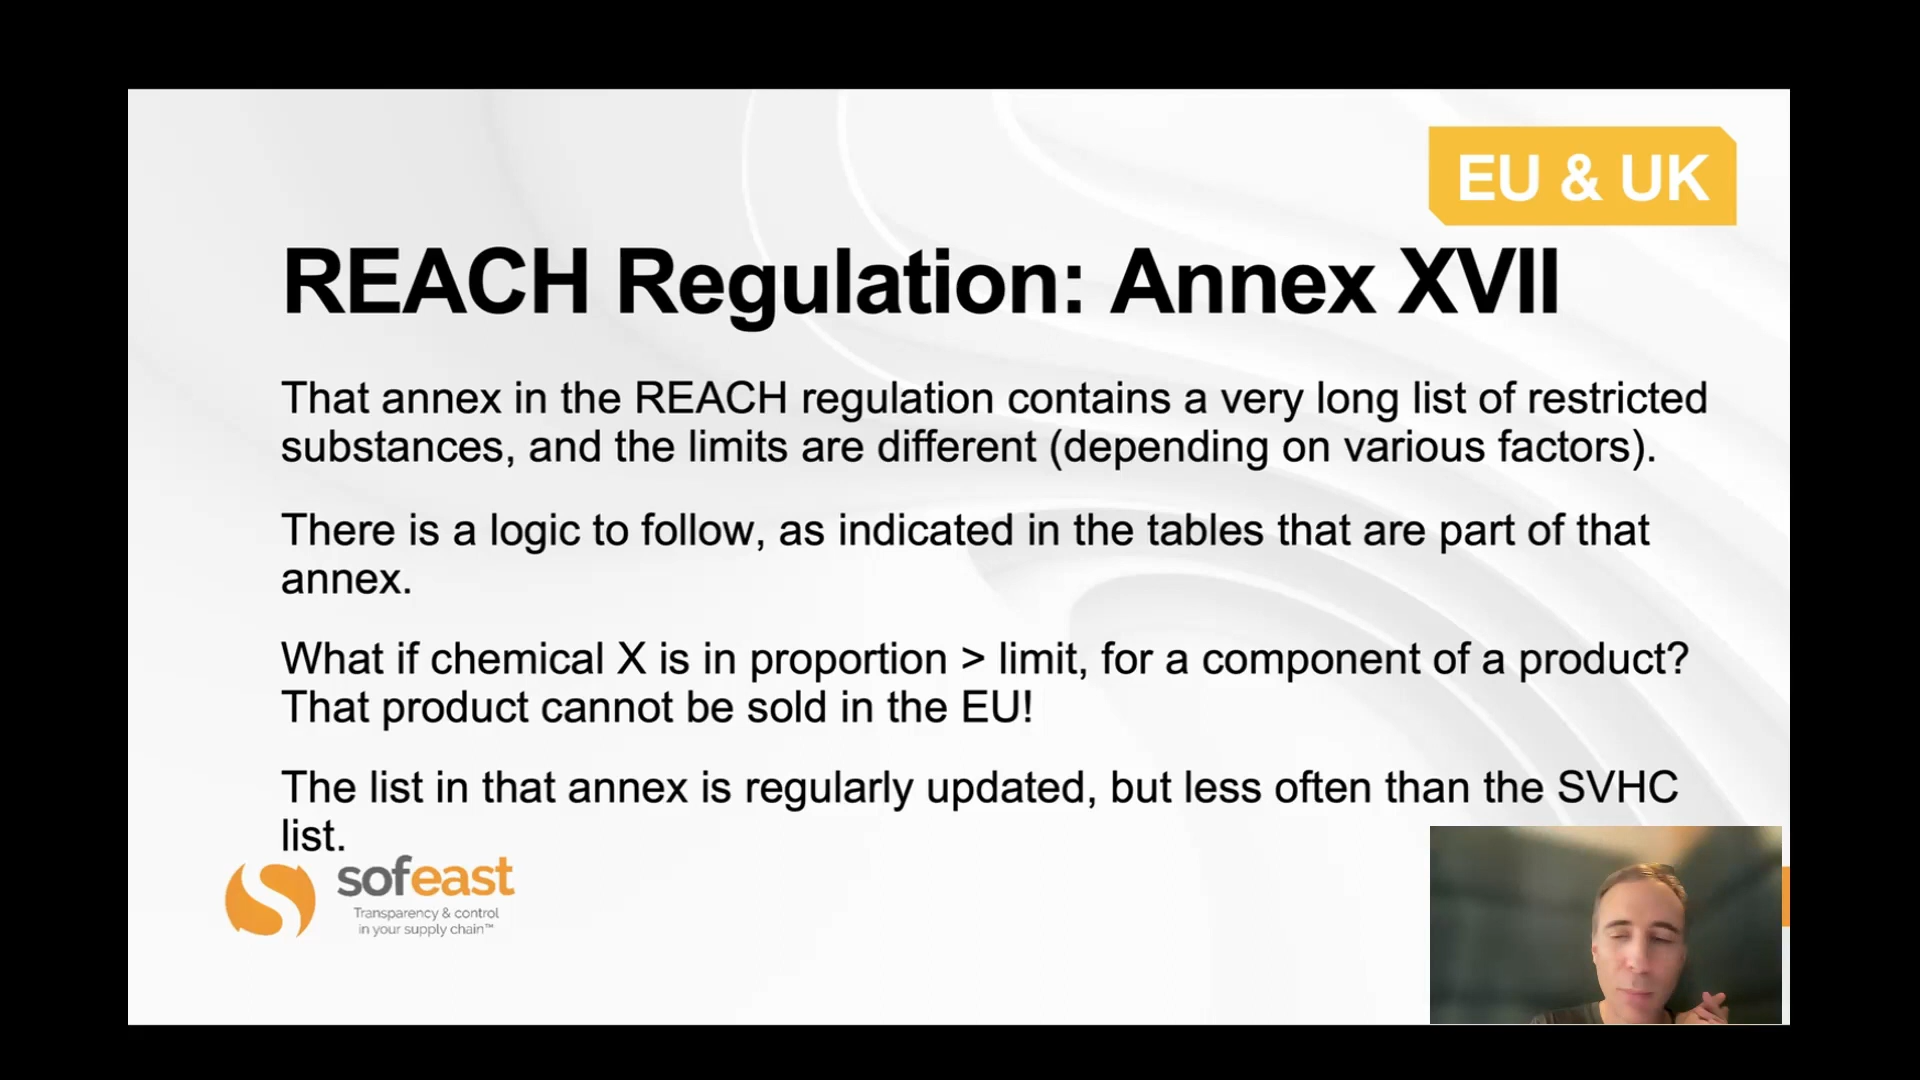 EU & UK
REACH Regulation: Annex XVII
That annex in the REACH regulation contains a very long list of restricted
substances, and the limits are different (depending on various factors).
There is a logic to follow, as indicated in the tables that are part of that
annex.
What if chemical X is in proportion > limit, for a component of a product?
That product cannot be sold in the EU!
The list in that annex is regularly updated, but less often than the SVHC
list.
sofeast
Transparency & control
in your supply chain™